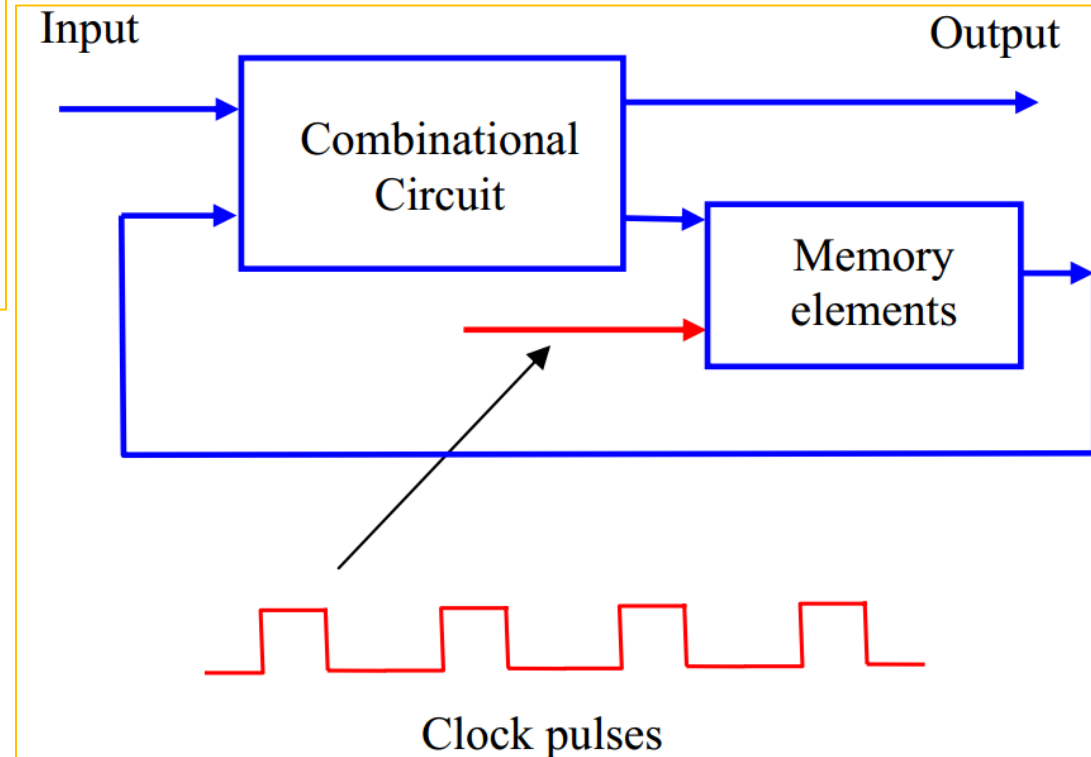 Input
Output
Combinational
Circuit
Memory
elements
Clock pulses